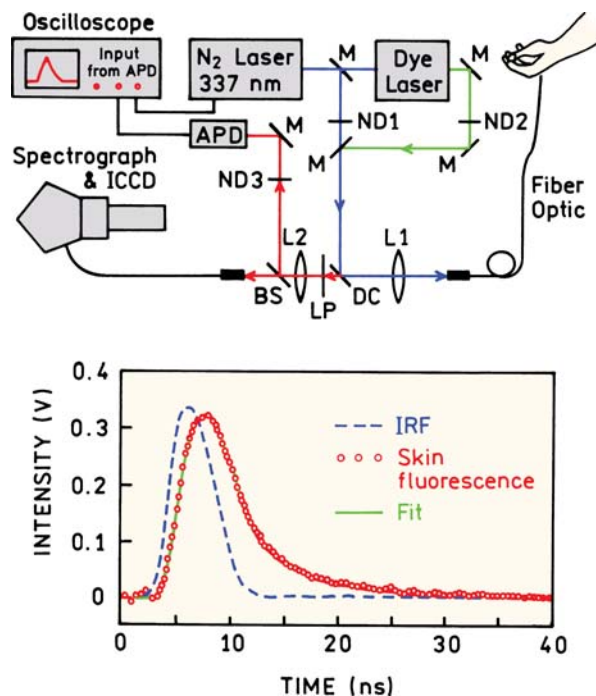 Oscilloscope
Input
from APD
N₂ Laser
337 nm
M
Dye
Laser
M
ND1
ND2
APD
M
M
M
Spectrograph
& ICCD
ND3
Fiber
Optic
L2
L1
BS
LP
DC
INTENSITY (V)
0.4
0.3
0.2
0.1
0
IRF
Skin
fluorescence
Fit
0
10
20
30
40
TIME (ns)